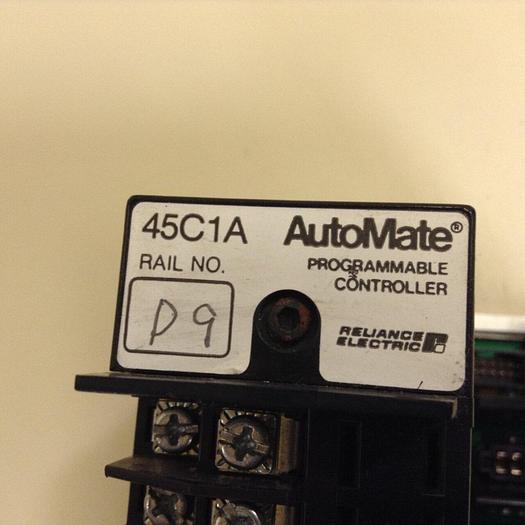 45C1A
AutoMate®
RAIL NO.
D9
PROGRAMMABLE
CONTROLLER
RELIANCE
ELECTRIC